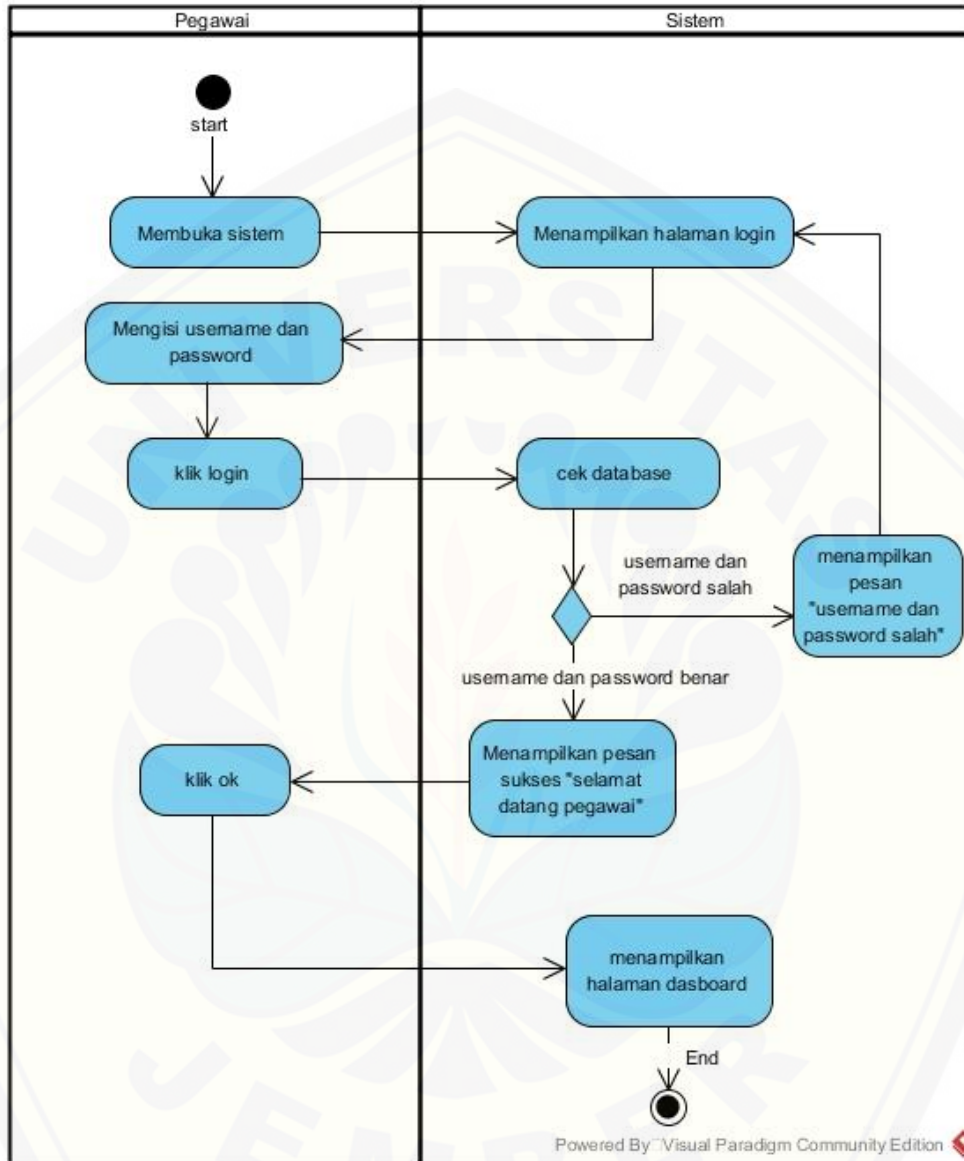 Pegawai
Sistem
start
Membuka sistem
Menampilkan halaman login
Mengisi username dan
password
klik login
cek database
username dan
password salah
menampilkan
pesan
"username dan
password salah"
username dan password benar
Menampilkan pesan
sukses "selamat
datang pegawai"
klik ok
menampilkan
halaman dasboard
End
UNIVERSITAS
JEMBER
Powered By Visual Paradigm Community Edition